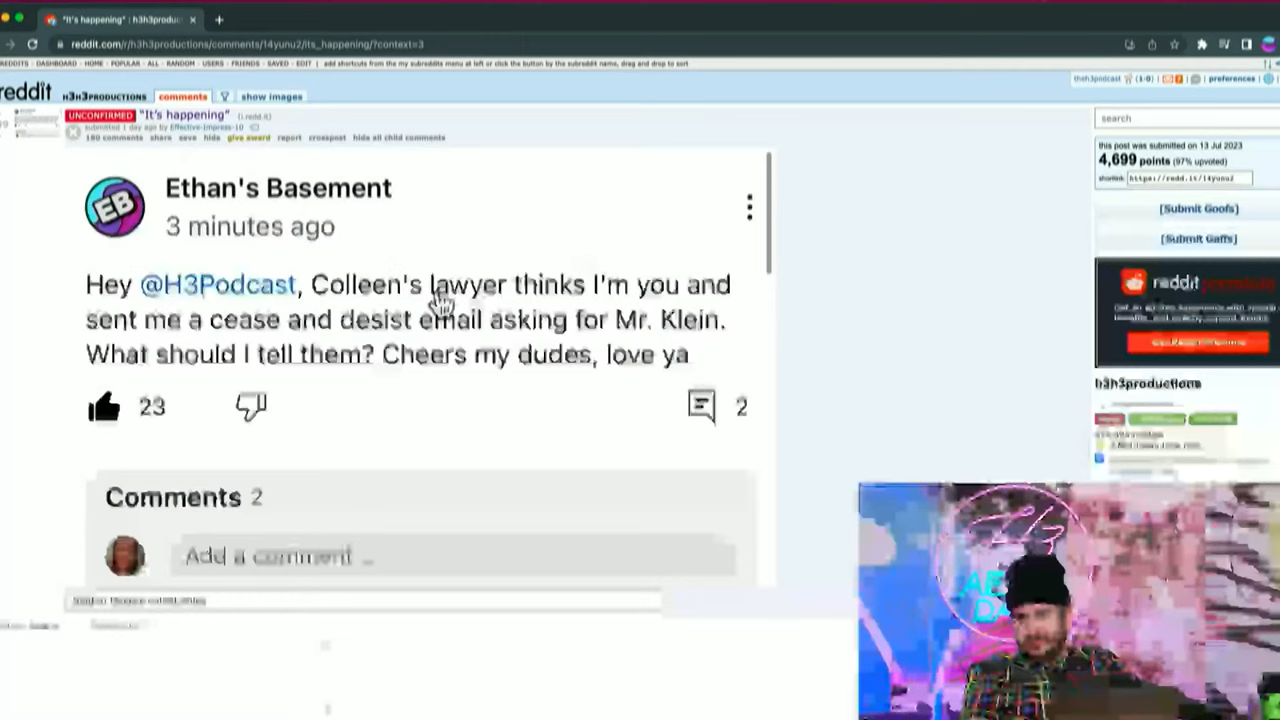 "It's happening" | h3h3produc
reddit.com/r/h3h3productions/comments/14yunu2/its_happening/?context=3
REDDITS - DASHBOARD - HOME - POPULAR - ALL - RANDOM - USERS - FRIENDS - SAVED - EDIT | add shortcuts from the my subreddits menu at left or click the button by the subreddit name, drag and drop to sort
reddit H3H3PRODUCTIONS comments show images
theh3podcast (1·0) preferences
UNCONFIRMED "It's happening" (i.redd.it)
submitted 1 day ago by Effective-Impress-10
180 comments share save hide give award report crosspost hide all child comments
search
this post was submitted on 13 Jul 2023
4,699 points (97% upvoted)
shortlink: https://redd.it/14yunu2
[Submit Goofs]
[Submit Gaffs]
reddit premium
h3h3productions
EB
Ethan's Basement
3 minutes ago
Hey @H3Podcast, Colleen's lawyer thinks I'm you and
sent me a cease and desist email asking for Mr. Klein.
What should I tell them? Cheers my dudes, love ya
23
2
Comments 2
Add a comment